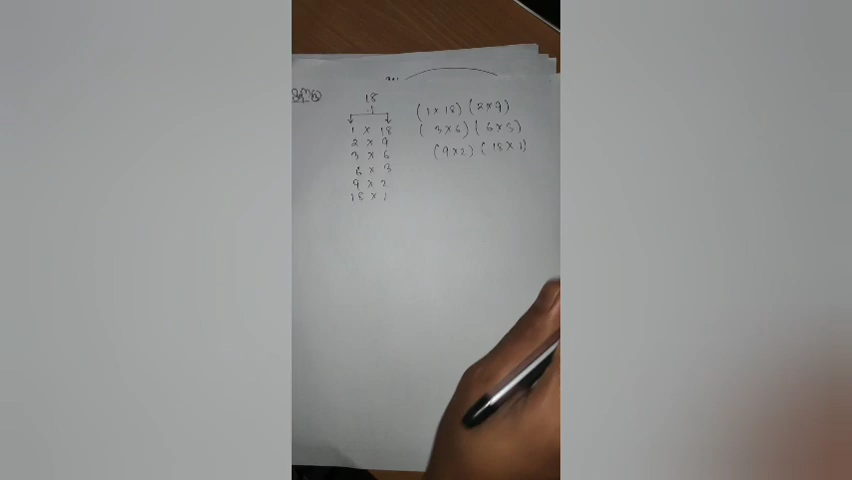 18
1 × 18
2 × 9
3 × 6
6 × 3
9 × 2
18 × 1
(1 × 18) (2 × 9)
(3 × 6) (6 × 3)
(9 × 2) (18 × 1)